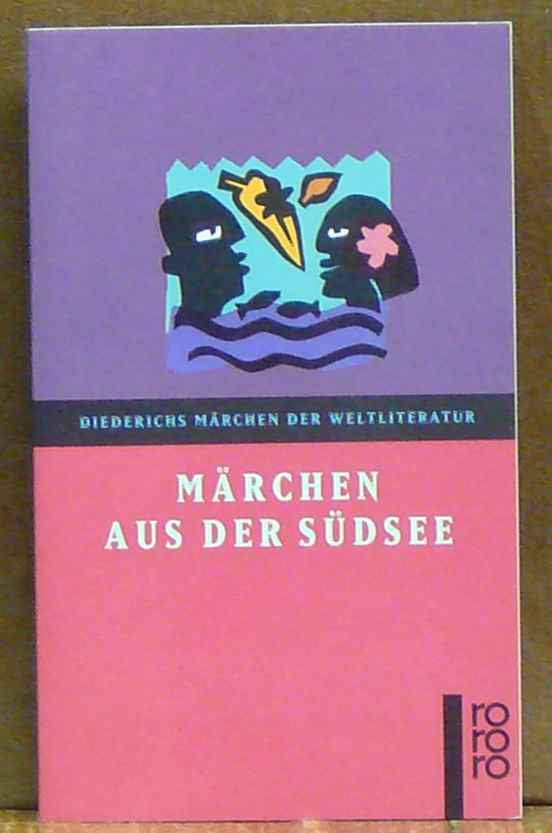 DIEDERICHS MÄRCHEN DER WELTLITERATUR
MÄRCHEN
AUS DER SÜDSEE
ro
ro
ro